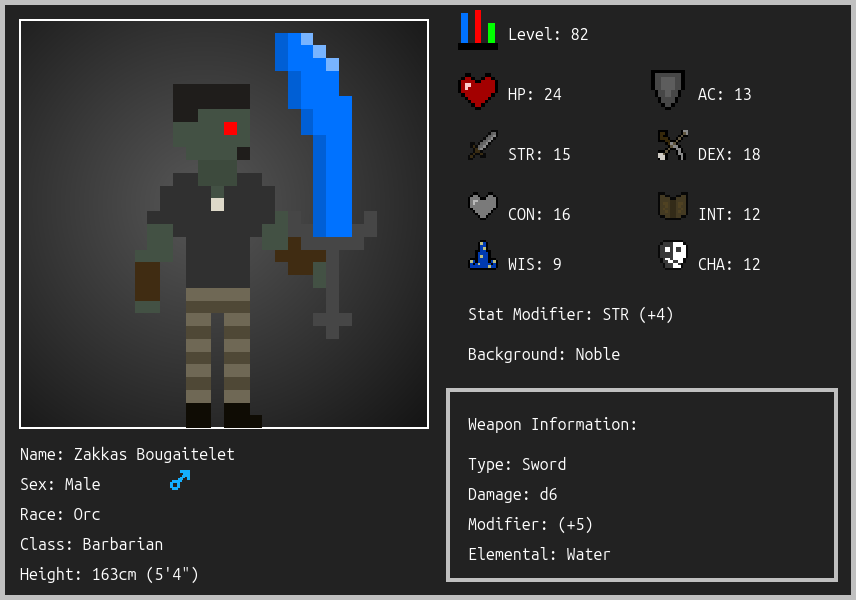 Level: 82
HP: 24
AC: 13
STR: 15
DEX: 18
CON: 16
INT: 12
WIS: 9
CHA: 12
Stat Modifier: STR (+4)
Background: Noble
Weapon Information:
Type: Sword
Damage: d6
Modifier: (+5)
Elemental: Water
Name: Zakkas Bougaitelet
Sex: Male
Race: Orc
Class: Barbarian
Height: 163cm (5'4")